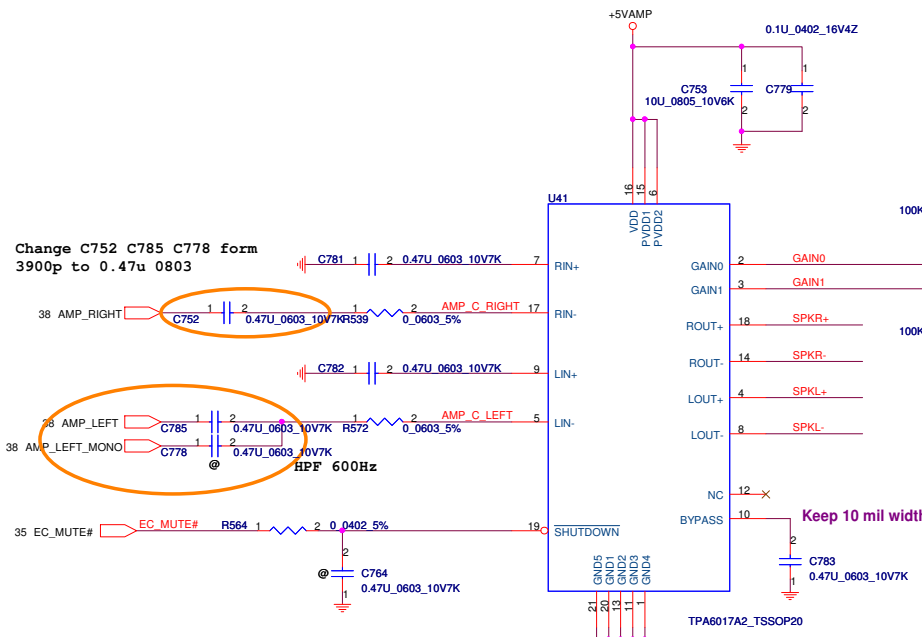 +5VAMP
0.1U_0402_16V4Z
1
1
C753
C779
10U_0805_10V6K
2
2
16
15
6
U41
VDD
PVDD1
PVDD2
100K
Change C752 C785 C778 form
3900p to 0.47u 0803
C781 1 2 0.47U_0603_10V7K 7 RIN+
GAIN0 2 GAIN0
GAIN1 3 GAIN1
38 AMP_RIGHT 1 2 1 2 AMP_C_RIGHT 17 RIN-
C752 0.47U_0603_10V7K R539 0_0603_5%
ROUT+ 18 SPKR+
100K
ROUT- 14 SPKR-
C782 1 2 0.47U_0603_10V7K 9 LIN+
LOUT+ 4 SPKL+
38 AMP_LEFT 1 2 1 2 AMP_C_LEFT 5 LIN-
C785 0.47U_0603_10V7K R572 0_0603_5%
LOUT- 8 SPKL-
38 AMP_LEFT_MONO 1 2
C778 0.47U_0603_10V7K
@
HPF 600Hz
NC 12
BYPASS 10
Keep 10 mil width
35 EC_MUTE# EC_MUTE# R564 1 2 0_0402_5% 19 SHUTDOWN
2
@ C764
0.47U_0603_10V7K
1
2
C783
0.47U_0603_10V7K
1
GND5
GND1
GND2
GND3
GND4
21
20
13
11
1
TPA6017A2_TSSOP20